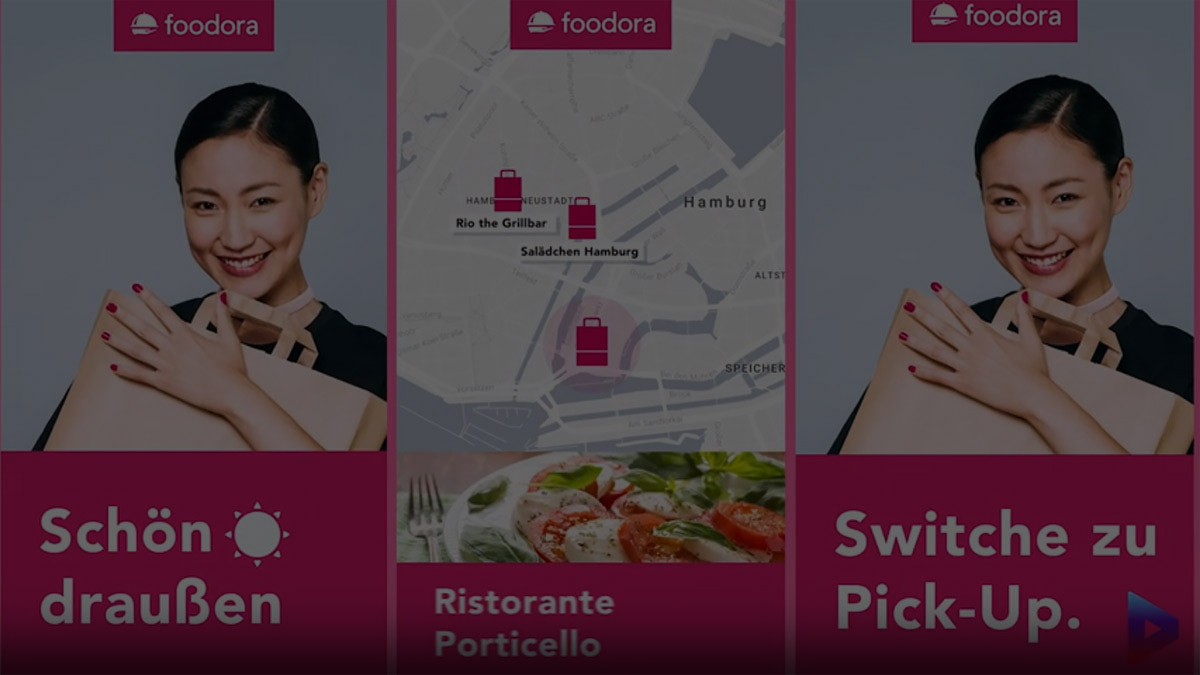 foodora
Schön
draußen
foodora
HAMB NEUSTADT
Rio the Grillbar
Hamburg
Salädchen Hamburg
ALTST
SPEICHER
Ristorante
Porticello
foodora
Switche zu
Pick-Up.